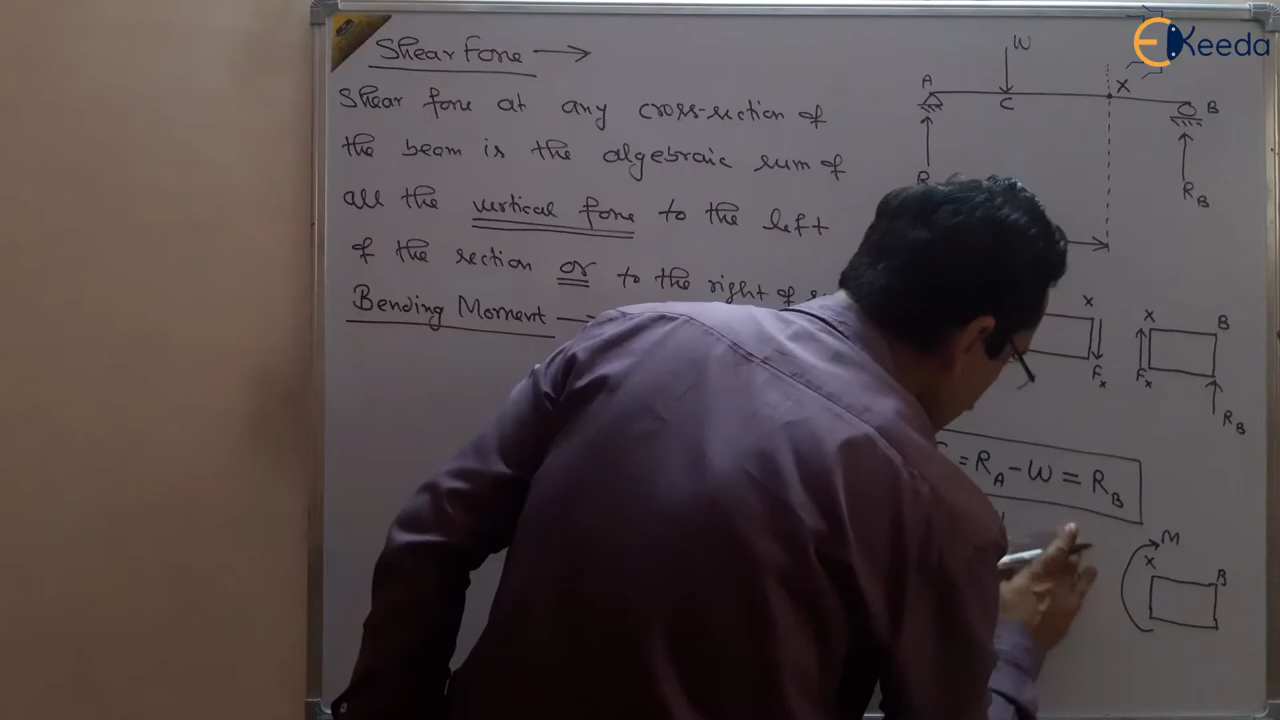 Shear Force →
Shear force at any cross-section of
the beam is the algebraic sum of
all the vertical force to the left
of the section or to the right of
Bending Moment →
W
A
C
X
B
R
R_B
X
F_x
X
B
F_x
R_B
= R_A - W = R_B
M
X
B
EKeeda